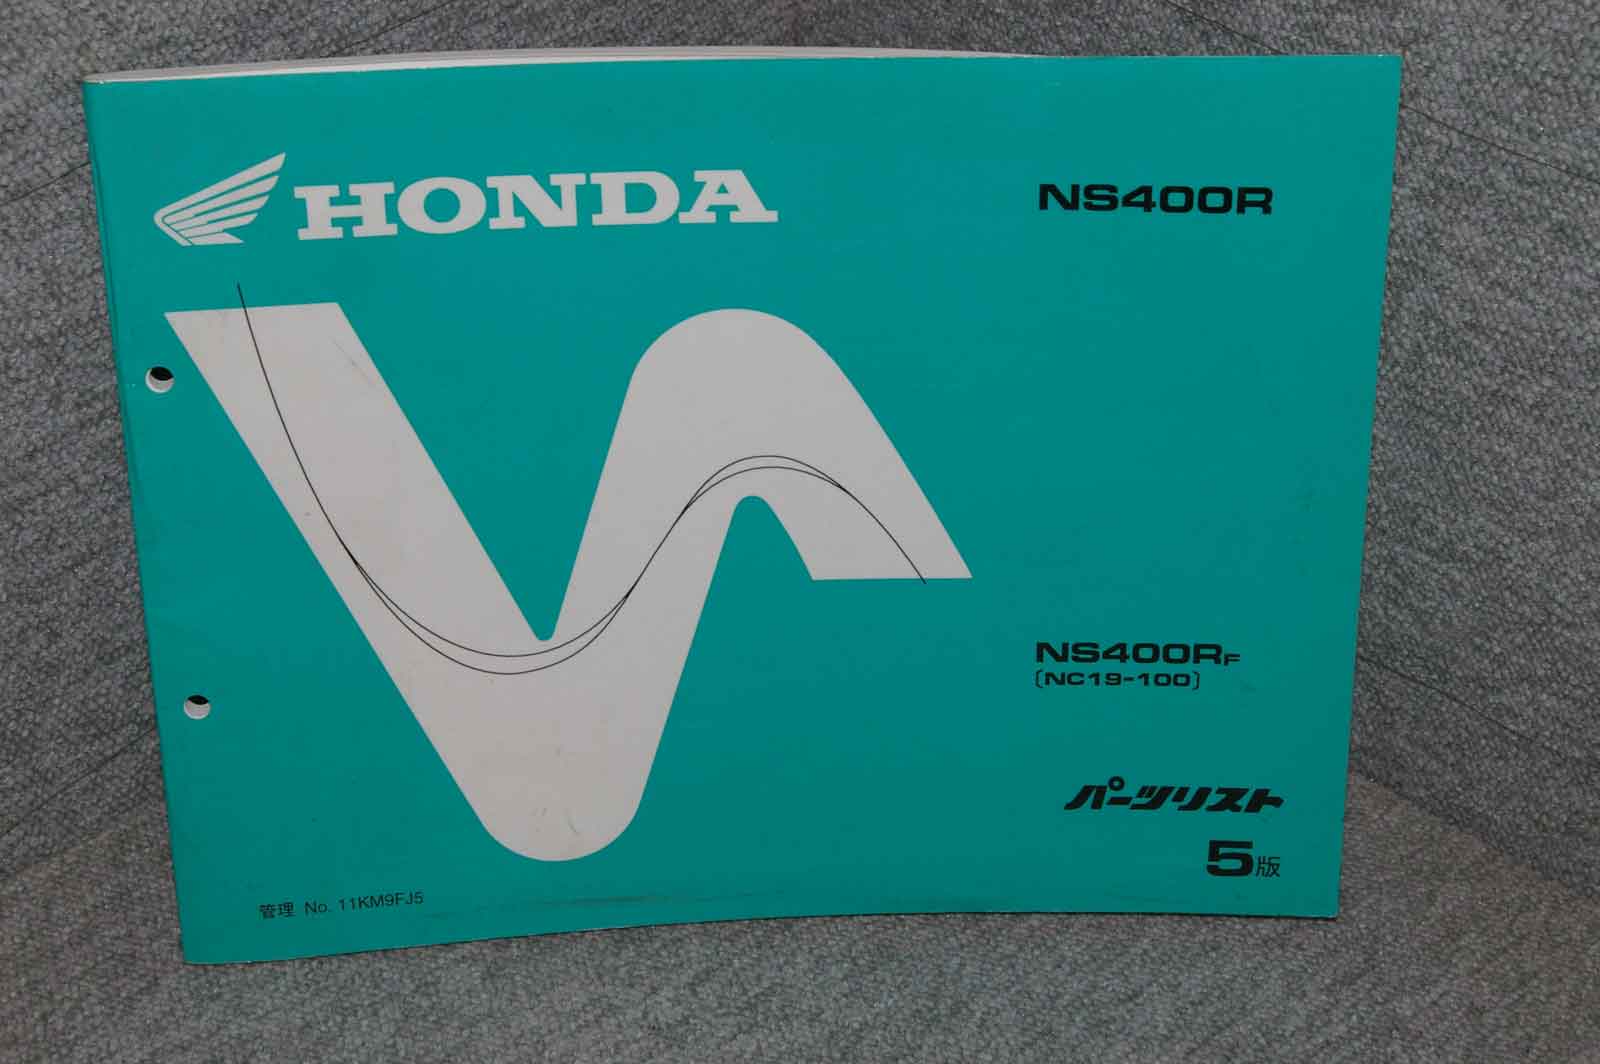 HONDA
NS400R
NS400RF
〔NC19-100〕
パーツリスト
5版
管理 No. 11KM9FJ5